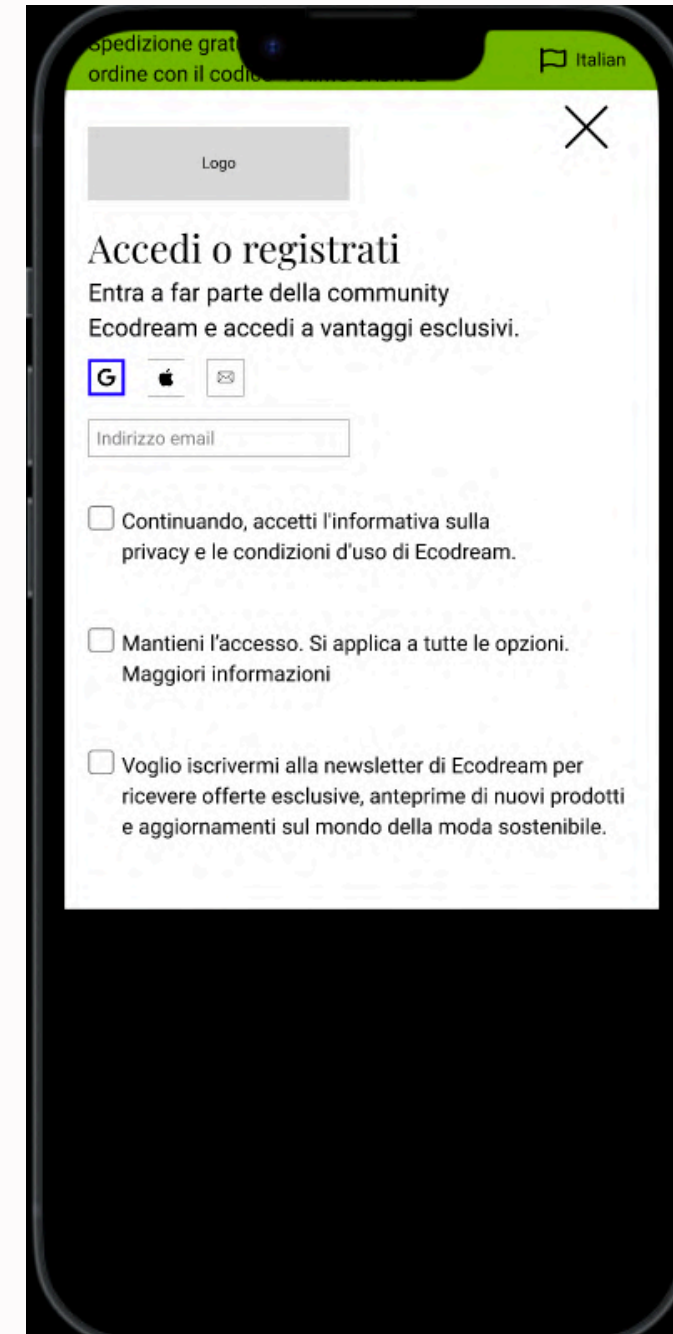 Spedizione
ordine con il
Italian
Logo
Accedi o registrati
Entra a far parte della community
Ecodream e accedi a vantaggi esclusivi.
G
Indirizzo email
Continuando, accetti l'informativa sulla
privacy e le condizioni d'uso di Ecodream.
Mantieni l’accesso. Si applica a tutte le opzioni.
Maggiori informazioni
Voglio iscrivermi alla newsletter di Ecodream per
ricevere offerte esclusive, anteprime di nuovi prodotti
e aggiornamenti sul mondo della moda sostenibile.